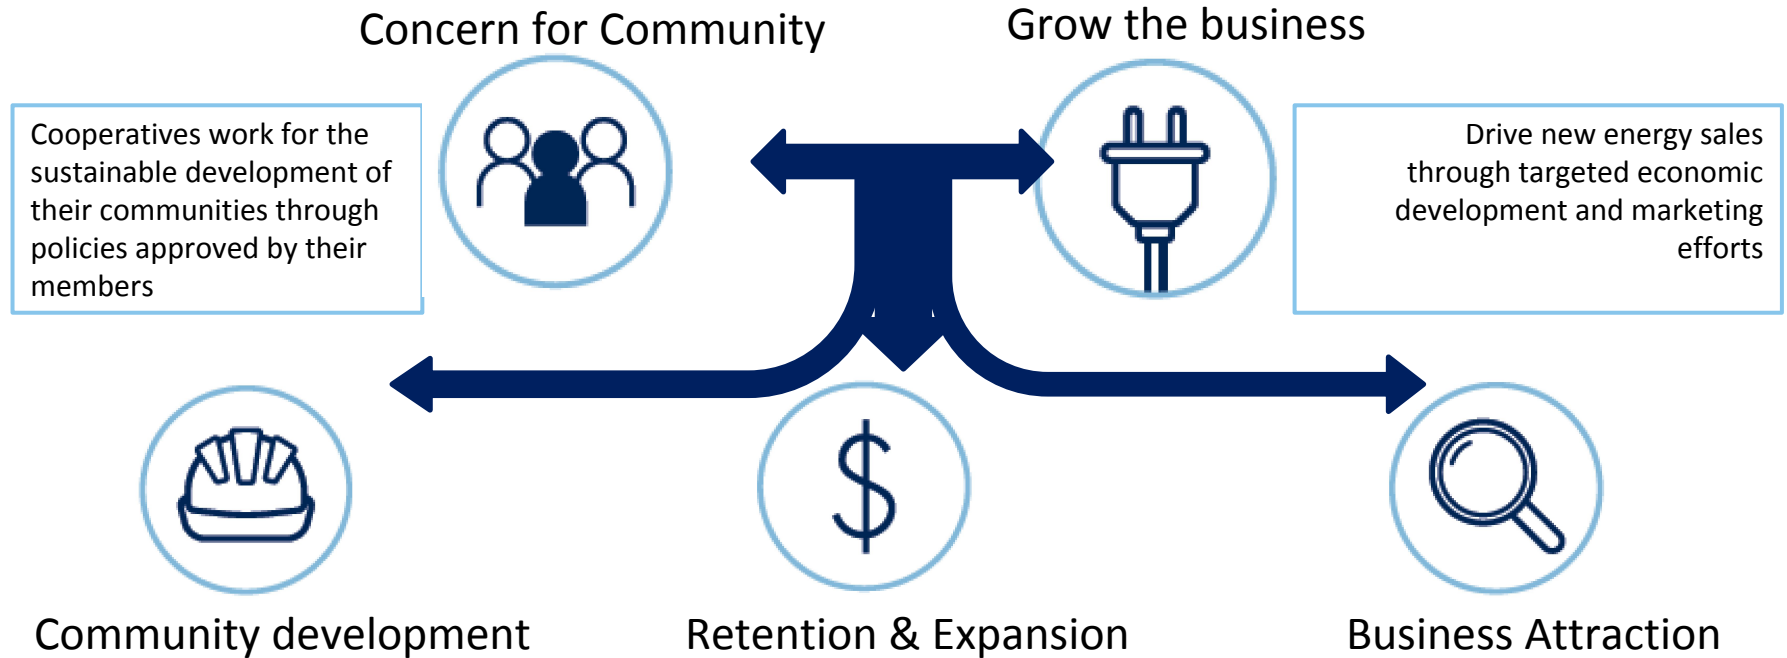 Concern for Community
Grow the business
Cooperatives work for the
sustainable development of
their communities through
policies approved by their
members
Drive new energy sales
through targeted economic
development and marketing
efforts
Community development
Retention & Expansion
Business Attraction